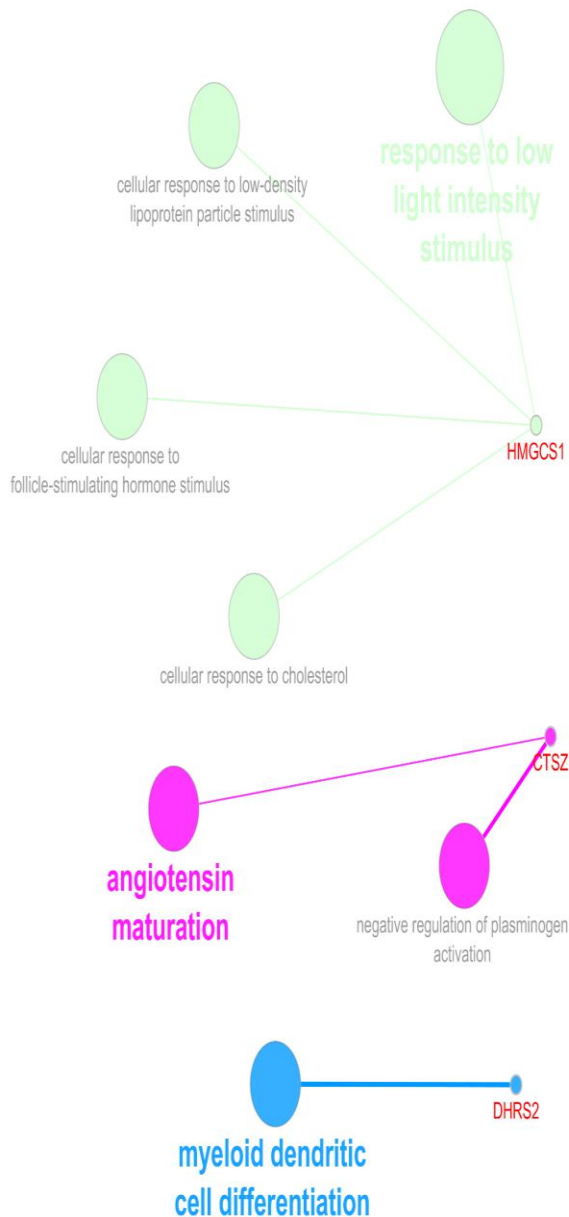 response to low
light intensity
stimulus
cellular response to low-density
lipoprotein particle stimulus
HMGCS1
cellular response to
follicle-stimulating hormone stimulus
cellular response to cholesterol
CTSZ
angiotensin
maturation
negative regulation of plasminogen
activation
DHRS2
myeloid dendritic
cell differentiation